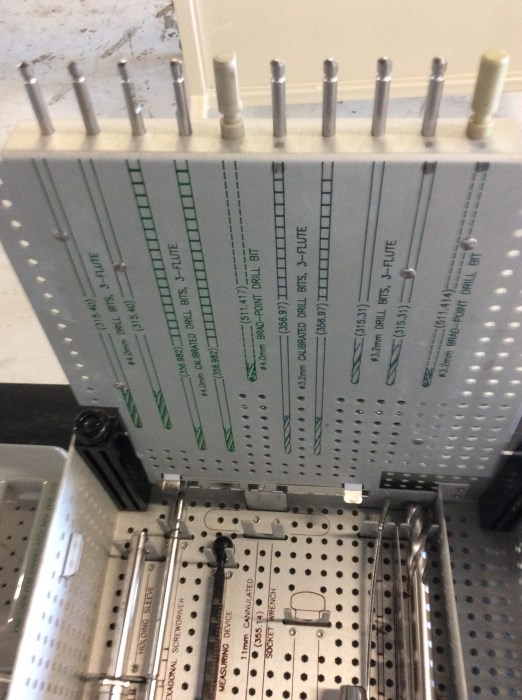 (315.40)
ø4.0mm DRILL BITS, 3-FLUTE
(315.40)
(356.982)
ø4.0mm CALIBRATED DRILL BITS, 3-FLUTE
(356.982)
(511.417)
ø4.0mm BRAD-POINT DRILL BIT
(356.97)
ø3.2mm CALIBRATED DRILL BITS, 3-FLUTE
(356.97)
(315.31)
ø3.2mm DRILL BITS, 3-FLUTE
(315.31)
(511.414)
ø3.2mm BRAD-POINT DRILL BIT
HOLDING SLEEVE
HEXAGONAL SCREWDRIVER
MEASURING DEVICE
11mm CANNULATED
(355.14)
SOCKET WRENCH